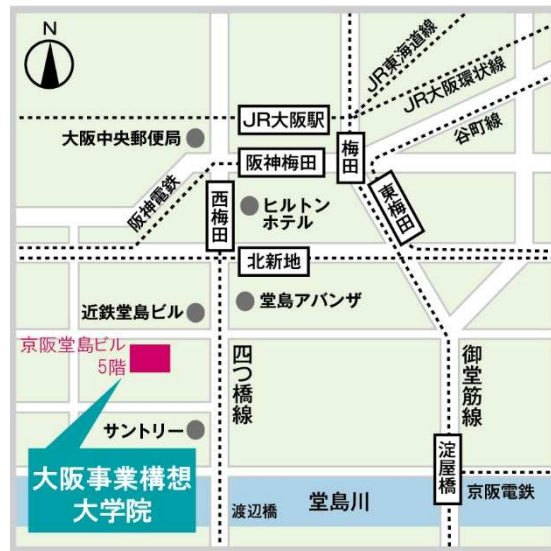 N
JR東海道線
JR大阪環状線
谷町線
JR大阪駅
大阪中央郵便局
梅田
阪神梅田
阪神電鉄
西梅田
ヒルトン
ホテル
東梅田
北新地
近鉄堂島ビル
堂島アバンザ
京阪堂島ビル
5階
四つ橋線
御堂筋線
サントリー
大阪事業構想
大学院
淀屋橋
京阪電鉄
渡辺橋
堂島川